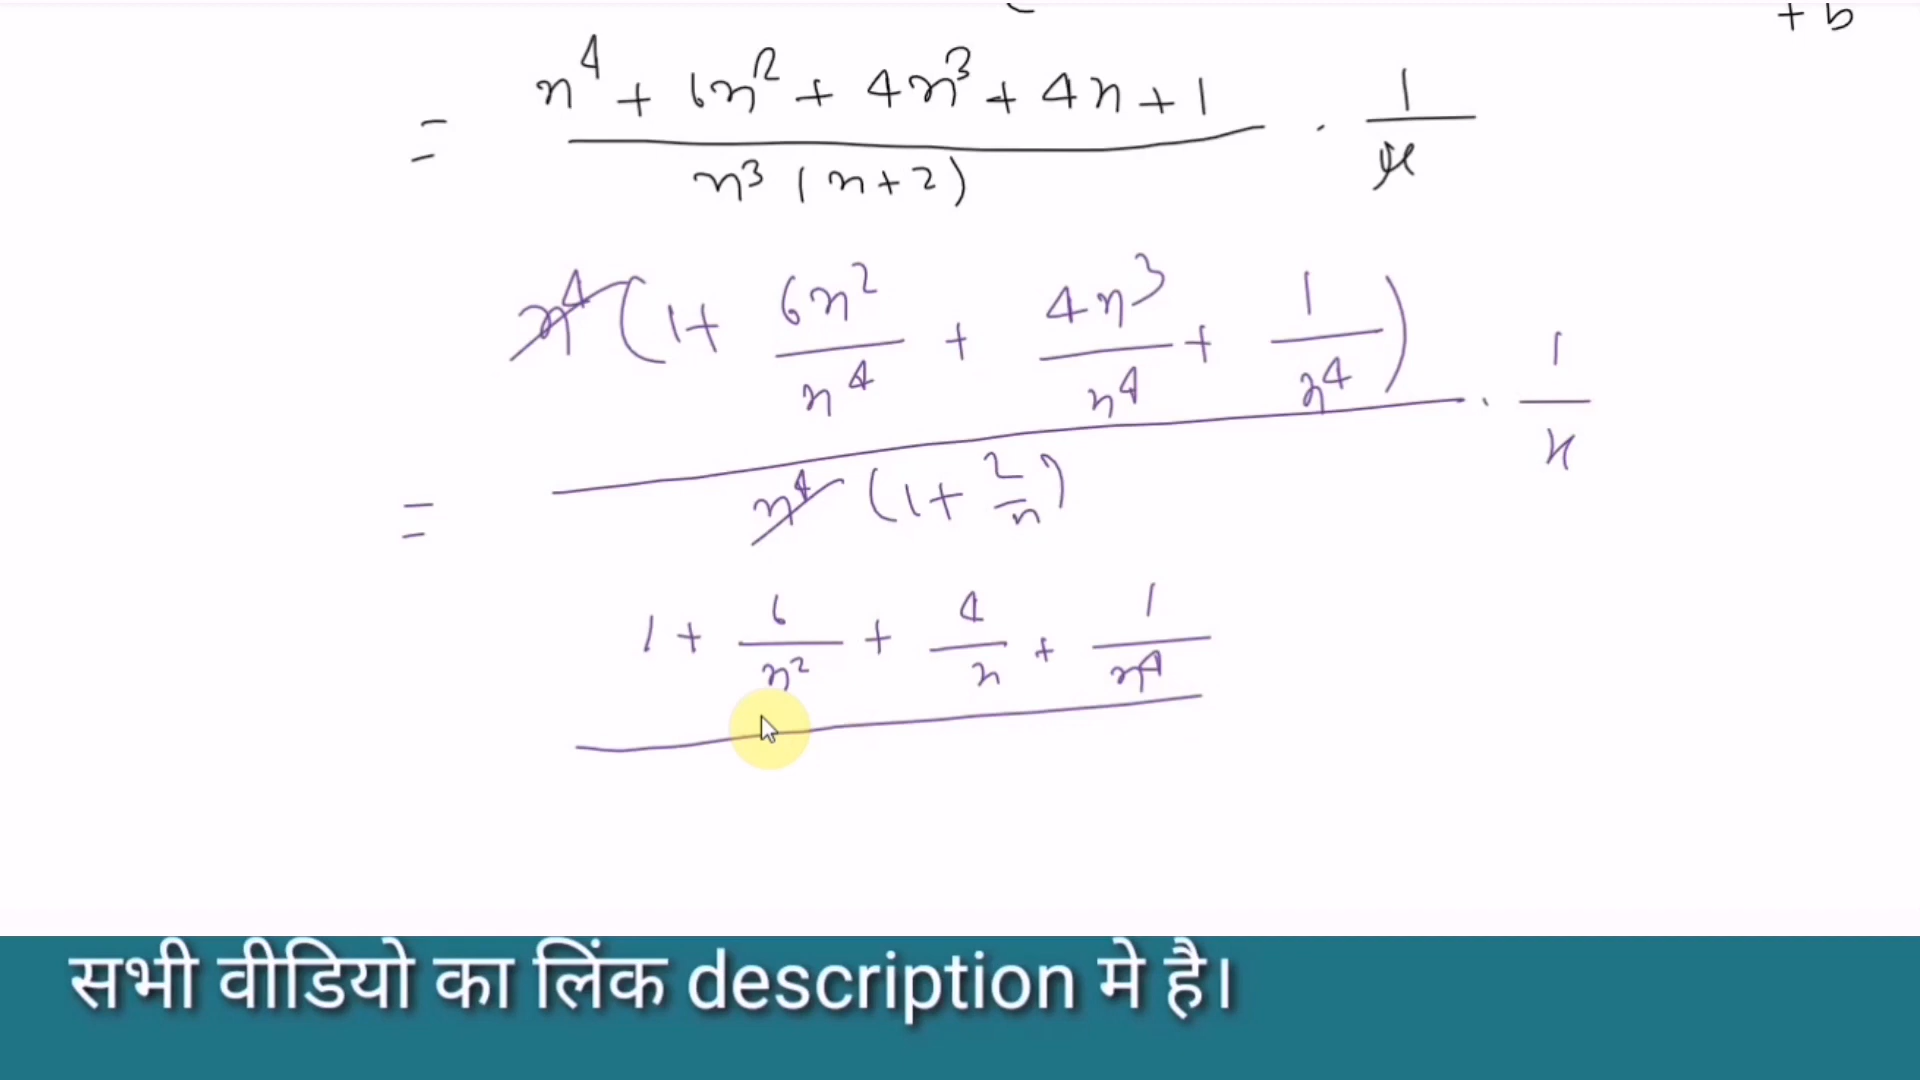 + b
= n⁴ + 6n² + 4n³ + 4n + 1 / n³ (n+2) · 1/x
= n⁴ (1 + 6n²/n⁴ + 4n³/n⁴ + 1/n⁴) / n⁴ (1 + 2/n) · 1/x
1 + 6/n² + 4/n + 1/n⁴
सभी वीडियो का लिंक description मे है।